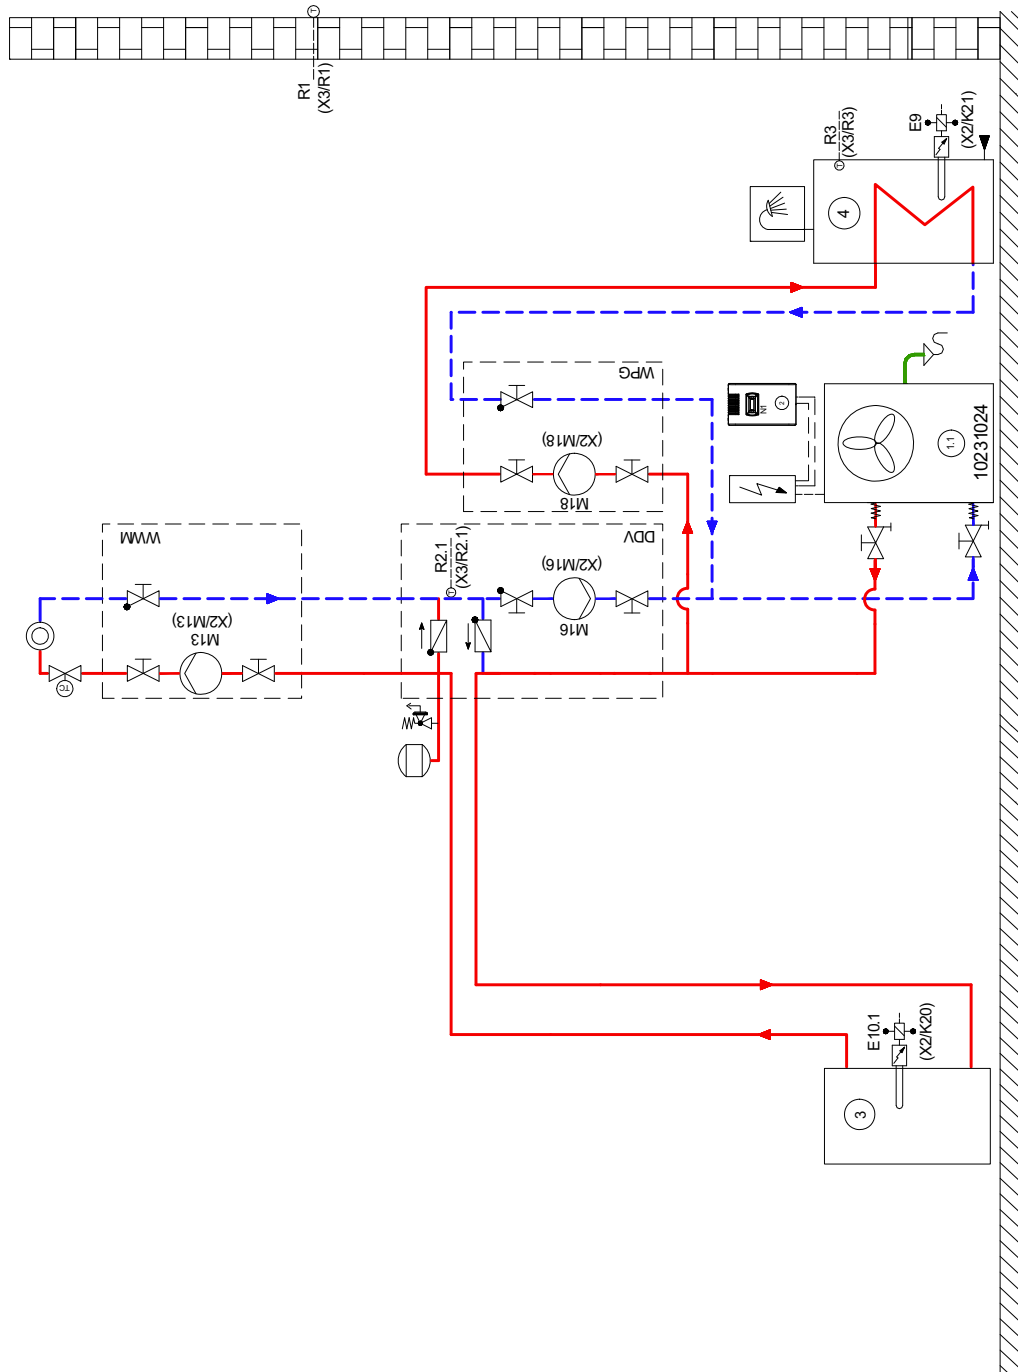 R1
(X3/R1)
T
R3
(X3/R3)
T
E9
(X2/K21)
4
WPG
M18
(X2/M18)
N1
2
1.1
10231024
WWM
M13
(X2/M13)
TC
DDV
R2.1
(X3/R2.1)
T
M16
(X2/M16)
E10.1
(X2/K20)
3